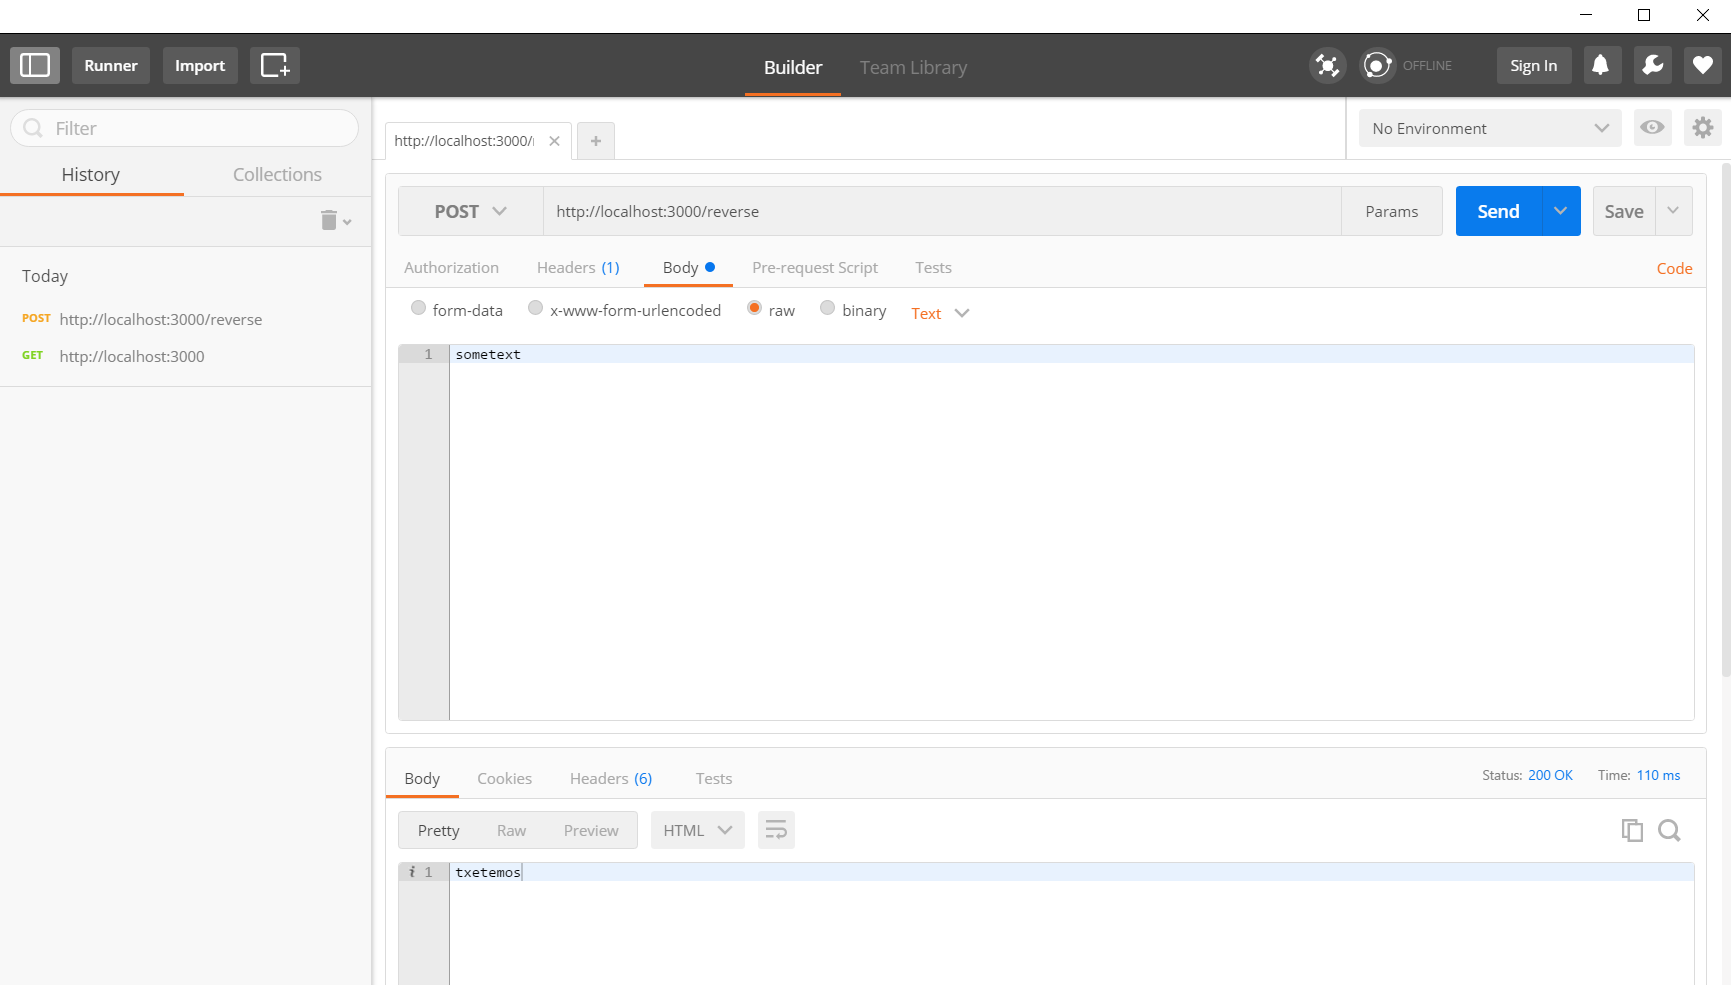 Runner Import Builder Team Library OFFLINE Sign In
Filter
History Collections
Today
POST http://localhost:3000/reverse
GET http://localhost:3000
http://localhost:3000/ No Environment
POST http://localhost:3000/reverse Params Send Save
Authorization Headers (1) Body Pre-request Script Tests Code
form-data x-www-form-urlencoded raw binary Text
1 sometext
Body Cookies Headers (6) Tests Status: 200 OK Time: 110 ms
Pretty Raw Preview HTML
i 1 txetemos